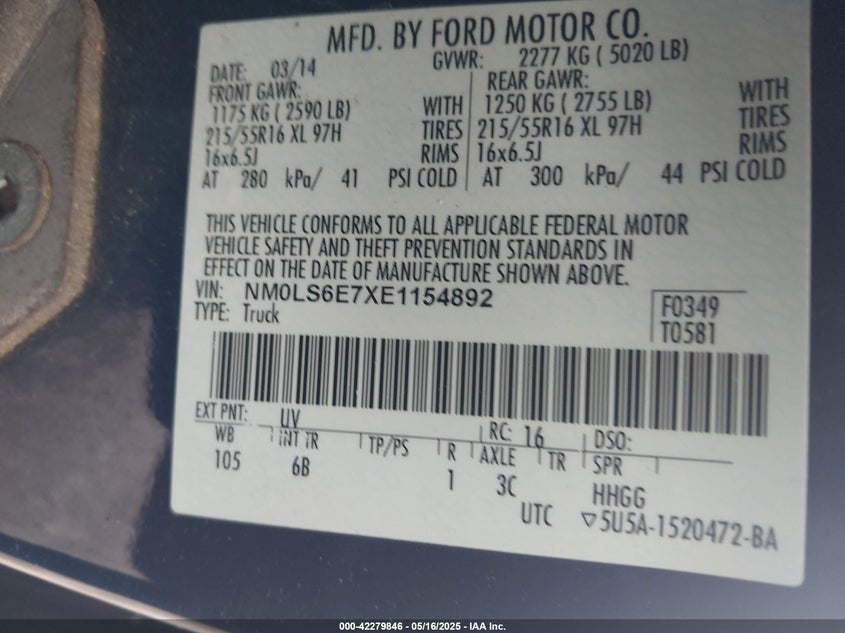 MFD. BY FORD MOTOR CO.
DATE: 03/14
GVWR: 2277 KG ( 5020 LB)
FRONT GAWR:
1175 KG ( 2590 LB) WITH
215/55R16 XL 97H TIRES
16x6.5J RIMS
AT 280 kPa/ 41 PSI COLD
REAR GAWR:
1250 KG ( 2755 LB) WITH
215/55R16 XL 97H TIRES
16x6.5J RIMS
AT 300 kPa/ 44 PSI COLD
THIS VEHICLE CONFORMS TO ALL APPLICABLE FEDERAL MOTOR
VEHICLE SAFETY AND THEFT PREVENTION STANDARDS IN
EFFECT ON THE DATE OF MANUFACTURE SHOWN ABOVE.
VIN: NM0LS6E7XE1154892
TYPE: Truck
F0349
T0581
EXT PNT: UV RC: 16 DSO:
WB INT TR TP/PS R AXLE TR SPR
105 6B 1 3C HHGG
UTC ▽5U5A-1520472-BA
000-42279846 - 05/16/2025 - IAA Inc.